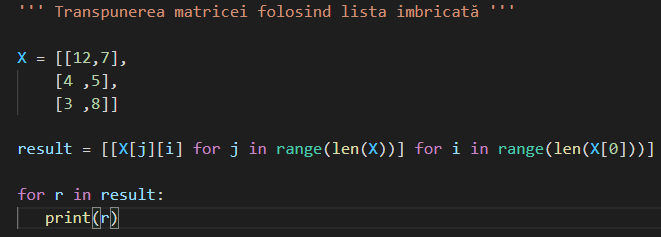 ''' Transpunerea matricei folosind lista imbricată '''
X = [[12,7],
    [4 ,5],
    [3 ,8]]
result = [[X[j][i] for j in range(len(X))] for i in range(len(X[0]))]
for r in result:
   print(r)